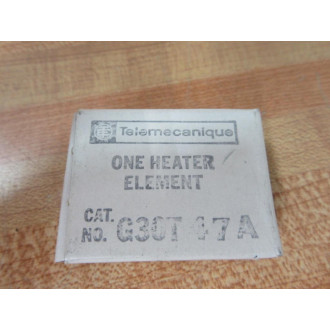 Telemecanique
ONE HEATER
ELEMENT
CAT.
NO. G30T 17A